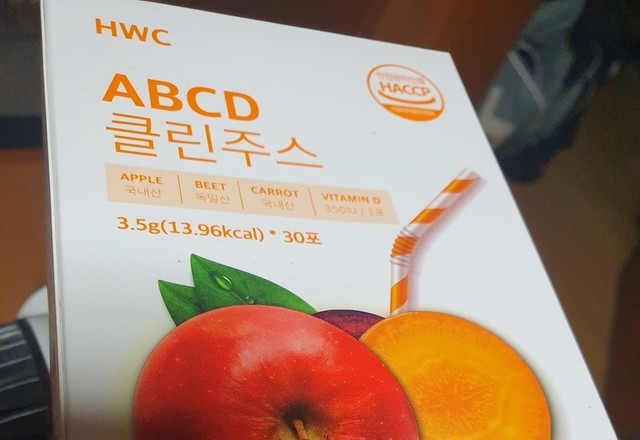 HWC
HACCP
ABCD
클린주스
APPLE
국내산
BEET
독일산
CARROT
국내산
VITAMIN D
350IU / 1포
3.5g(13.96kcal) * 30포